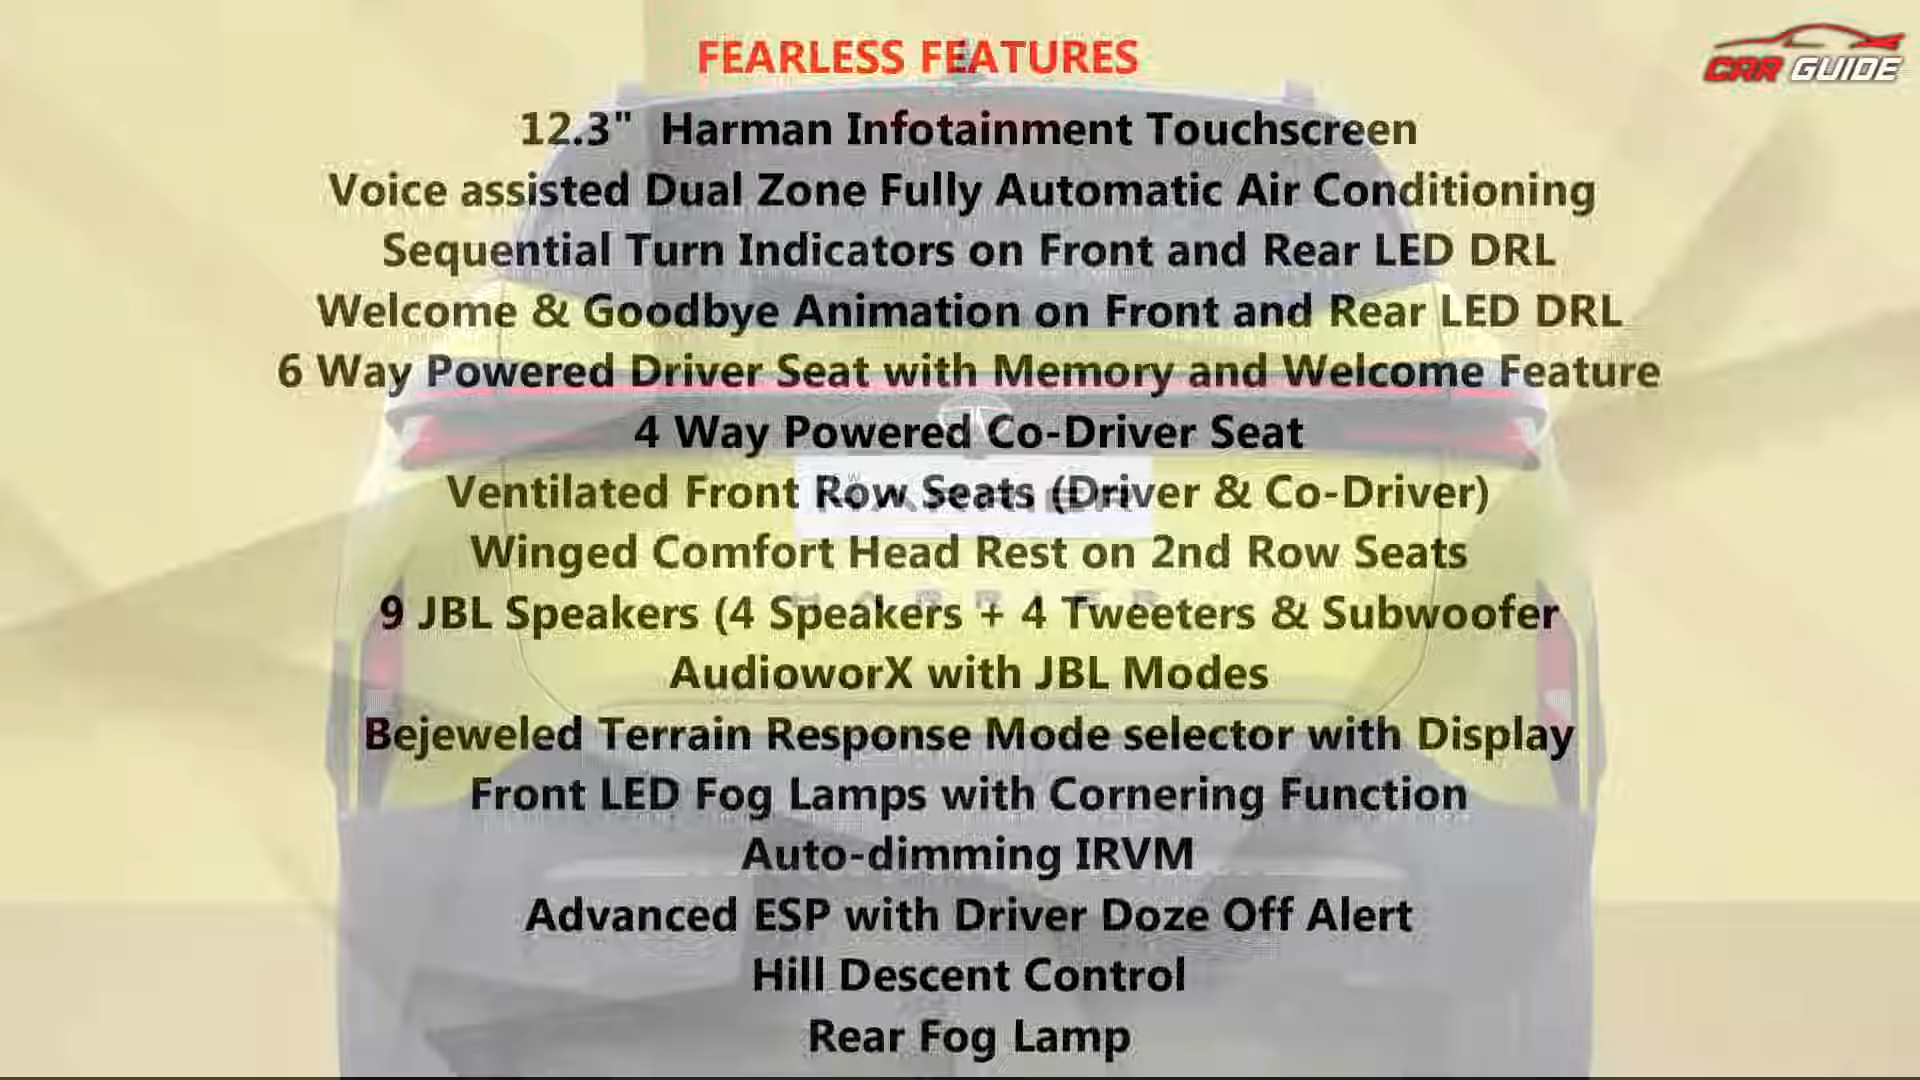 FEARLESS FEATURES
CAR GUIDE
12.3" Harman Infotainment Touchscreen
Voice assisted Dual Zone Fully Automatic Air Conditioning
Sequential Turn Indicators on Front and Rear LED DRL
Welcome & Goodbye Animation on Front and Rear LED DRL
6 Way Powered Driver Seat with Memory and Welcome Feature
4 Way Powered Co-Driver Seat
Ventilated Front Row Seats (Driver & Co-Driver)
Winged Comfort Head Rest on 2nd Row Seats
9 JBL Speakers (4 Speakers + 4 Tweeters & Subwoofer
AudioworX with JBL Modes
Bejeweled Terrain Response Mode selector with Display
Front LED Fog Lamps with Cornering Function
Auto-dimming IRVM
Advanced ESP with Driver Doze Off Alert
Hill Descent Control
Rear Fog Lamp